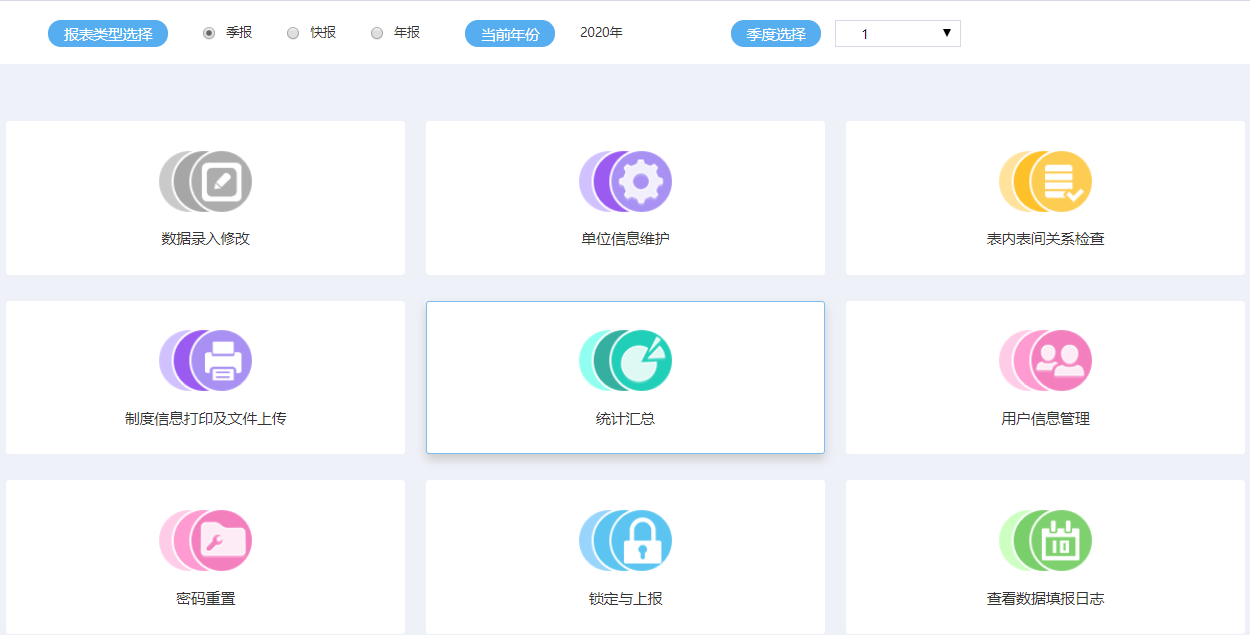 报表类型选择 季报 快报 年报 当前年份 2020年 季度选择 1
数据录入修改 单位信息维护 表内表间关系检查
制度信息打印及文件上传 统计汇总 用户信息管理
密码重置 锁定与上报 查看数据填报日志